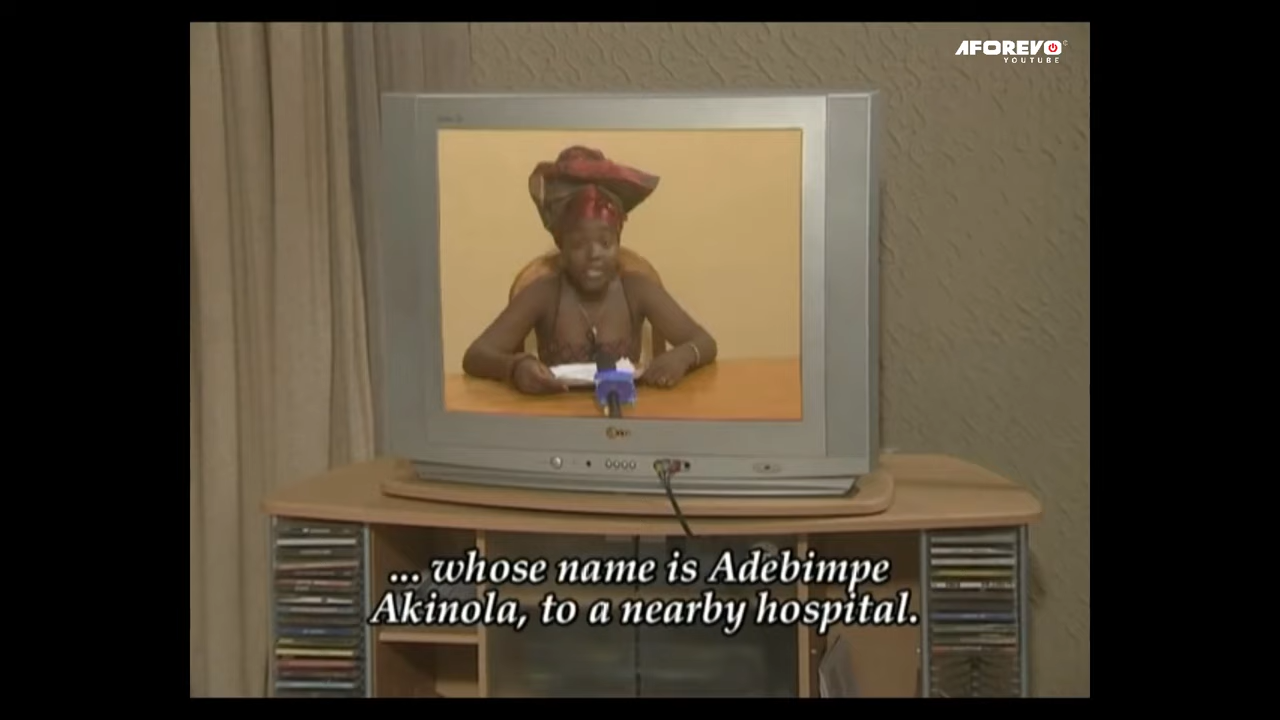 AFOREVO
YOUTUBE
... whose name is Adebimpe
Akinola, to a nearby hospital.